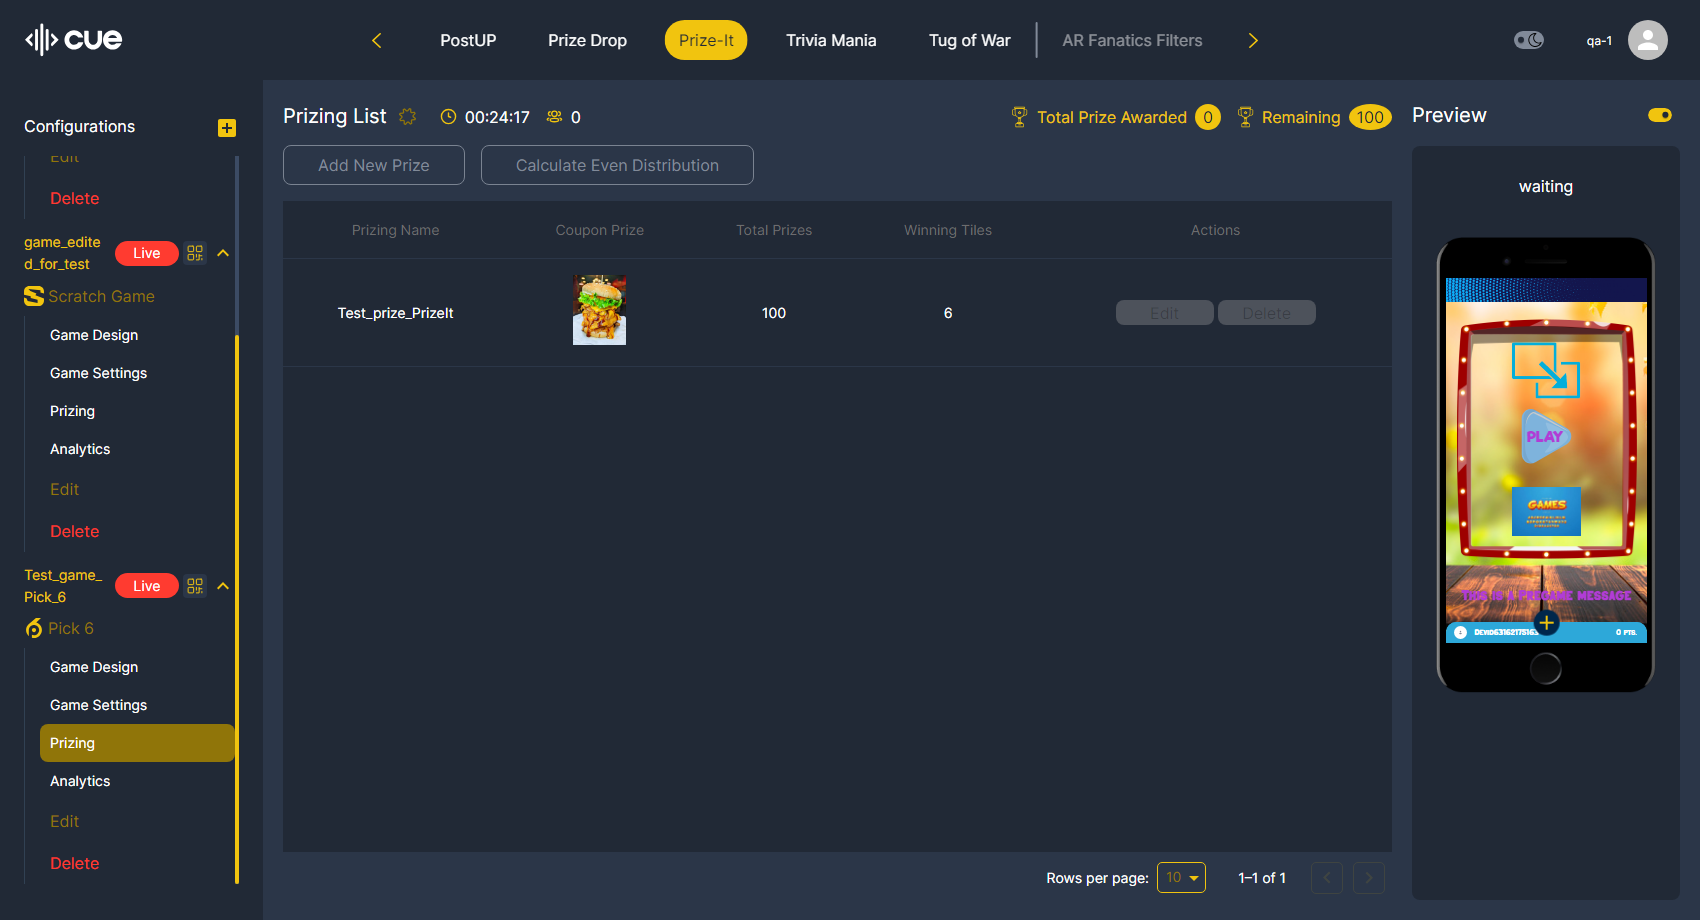 cue
PostUP
Prize Drop
Prize-It
Trivia Mania
Tug of War
AR Fanatics Filters
qa-1
Configurations
Edit
Delete
game_edite
d_for_test
Live
Scratch Game
Game Design
Game Settings
Prizing
Analytics
Edit
Delete
Test_game_
Pick_6
Live
Pick 6
Game Design
Game Settings
Prizing
Analytics
Edit
Delete
Prizing List
00:24:17
0
Total Prize Awarded 0
Remaining 100
Add New Prize
Calculate Even Distribution
Prizing Name Coupon Prize Total Prizes Winning Tiles Actions
Test_prize_PrizeIt 100 6 Edit Delete
Rows per page: 10 1–1 of 1
Preview
waiting
PLAY
GAMES
This is a Pregame message
0 pts.